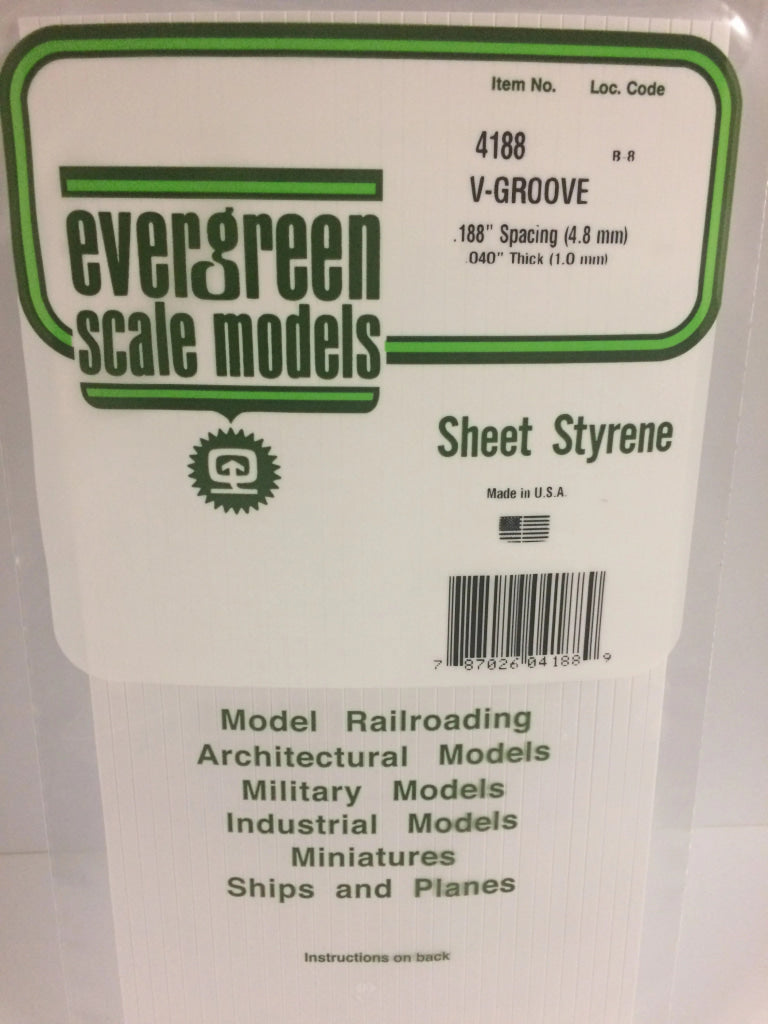 Item No. Loc. Code
4188 B-8
V-GROOVE
.188" Spacing (4.8 mm)
.040" Thick (1.0 mm)
evergreen
scale models
Sheet Styrene
Made in U.S.A.
7 87026 04188 9
Model Railroading
Architectural Models
Military Models
Industrial Models
Miniatures
Ships and Planes
Instructions on back